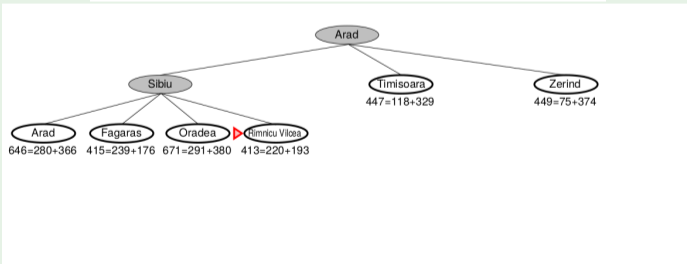 Arad
Sibiu
Timisoara
Zerind
447=118+329
449=75+374
Arad
Fagaras
Oradea
Rimnicu Vilcea
646=280+366
415=239+176
671=291+380
413=220+193